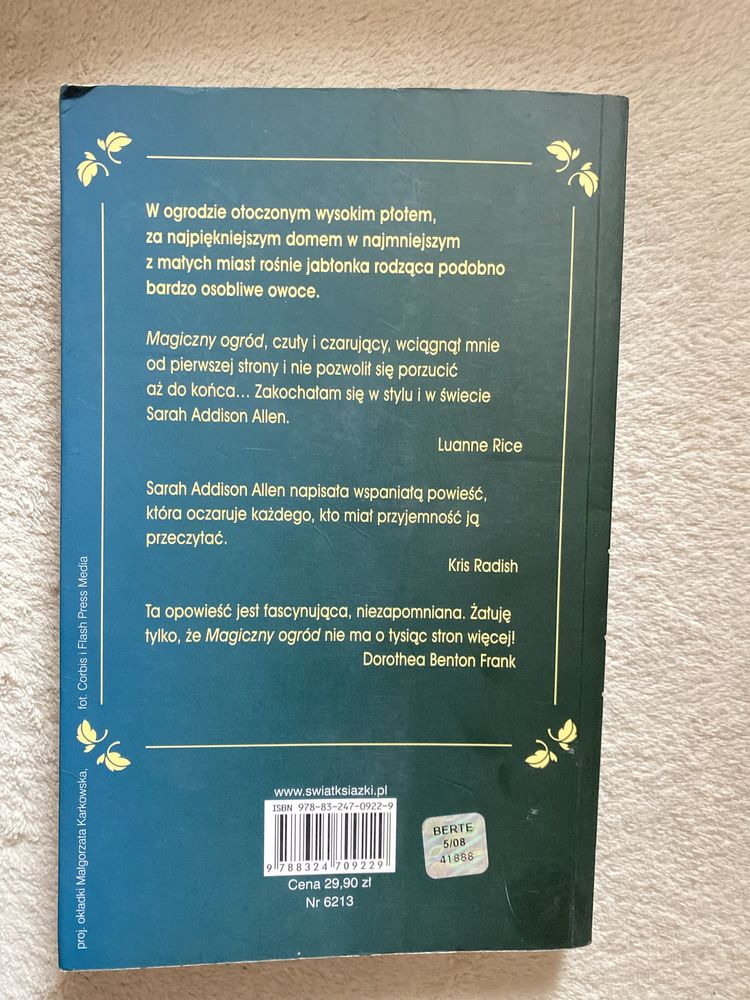 W ogrodzie otoczonym wysokim płotem,
za najpiękniejszym domem w najmniejszym
z małych miast rośnie jabłonka rodząca podobno
bardzo osobliwe owoce.
Magiczny ogród, czuły i czarujący, wciągnął mnie
od pierwszej strony i nie pozwolił się porzucić
aż do końca... Zakochałam się w stylu i w świecie
Sarah Addison Allen.
Luanne Rice
Sarah Addison Allen napisała wspaniałą powieść,
która oczaruje każdego, kto miał przyjemność ją
przeczytać.
Kris Radish
Ta opowieść jest fascynująca, niezapomniana. Żałuję
tylko, że Magiczny ogród nie ma o tysiąc stron więcej!
Dorothea Benton Frank
proj. okładki Małgorzata Karkowska, fot. Corbis i Flash Press Media
www.swiatksiazki.pl
ISBN 978-83-247-0922-9
9 788324 709229
Cena 29,90 zł
Nr 6213
BERTE
5/08
41888